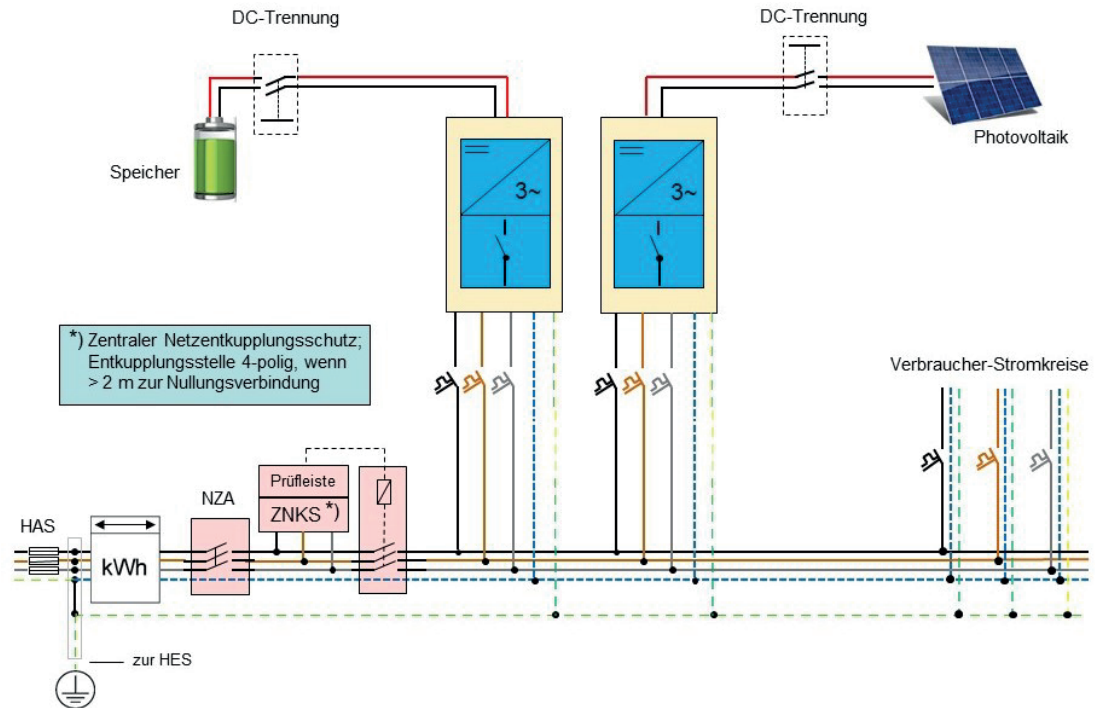 DC-Trennung
DC-Trennung
Speicher
Photovoltaik
3~
3~
*) Zentraler Netzentkupplungsschutz;
Entkupplungsstelle 4-polig, wenn
> 2 m zur Nullungsverbindung
Verbraucher-Stromkreise
HAS
kWh
NZA
Prüfleiste
ZNKS *)
zur HES